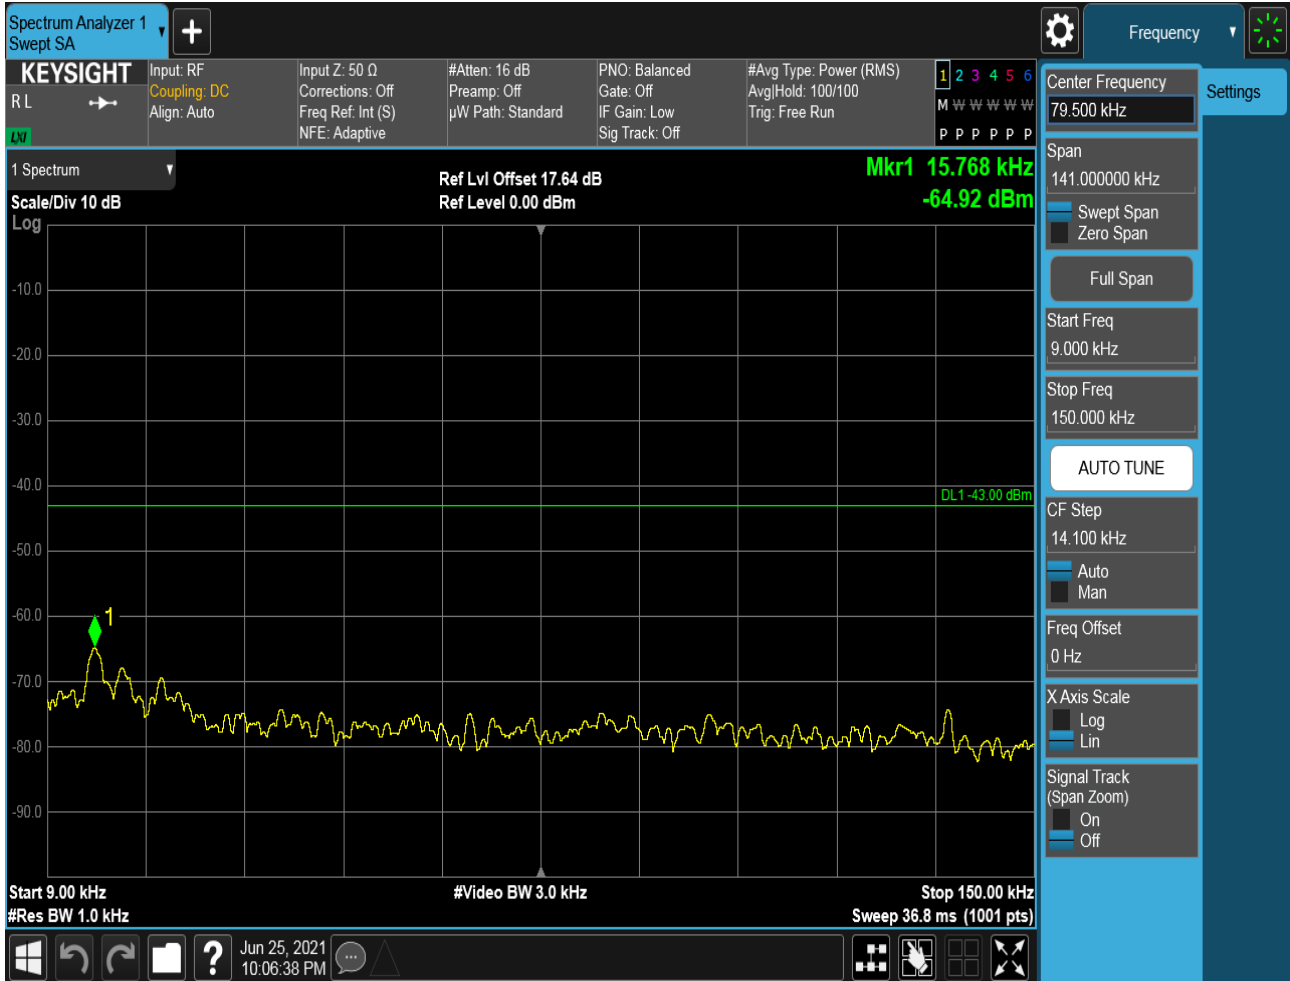 Spectrum Analyzer 1
Swept SA
+
Frequency
KEYSIGHT
R L
LXI
Input: RF
Coupling: DC
Align: Auto
Input Z: 50 Ω
Corrections: Off
Freq Ref: Int (S)
NFE: Adaptive
#Atten: 16 dB
Preamp: Off
µW Path: Standard
PNO: Balanced
Gate: Off
IF Gain: Low
Sig Track: Off
#Avg Type: Power (RMS)
Avg|Hold: 100/100
Trig: Free Run
1 2 3 4 5 6
M W W W W W
P P P P P P
1 Spectrum
Scale/Div 10 dB
Log
Ref Lvl Offset 17.64 dB
Ref Level 0.00 dBm
Mkr1 15.768 kHz
-64.92 dBm
-10.0
-20.0
-30.0
-40.0
DL1 -43.00 dBm
-50.0
-60.0
1
-70.0
-80.0
-90.0
Start 9.00 kHz
#Video BW 3.0 kHz
Stop 150.00 kHz
#Res BW 1.0 kHz
Sweep 36.8 ms (1001 pts)
?
Jun 25, 2021
10:06:38 PM
Center Frequency
79.500 kHz
Span
141.000000 kHz
Swept Span
Zero Span
Full Span
Start Freq
9.000 kHz
Stop Freq
150.000 kHz
AUTO TUNE
CF Step
14.100 kHz
Auto
Man
Freq Offset
0 Hz
X Axis Scale
Log
Lin
Signal Track
(Span Zoom)
On
Off
Settings